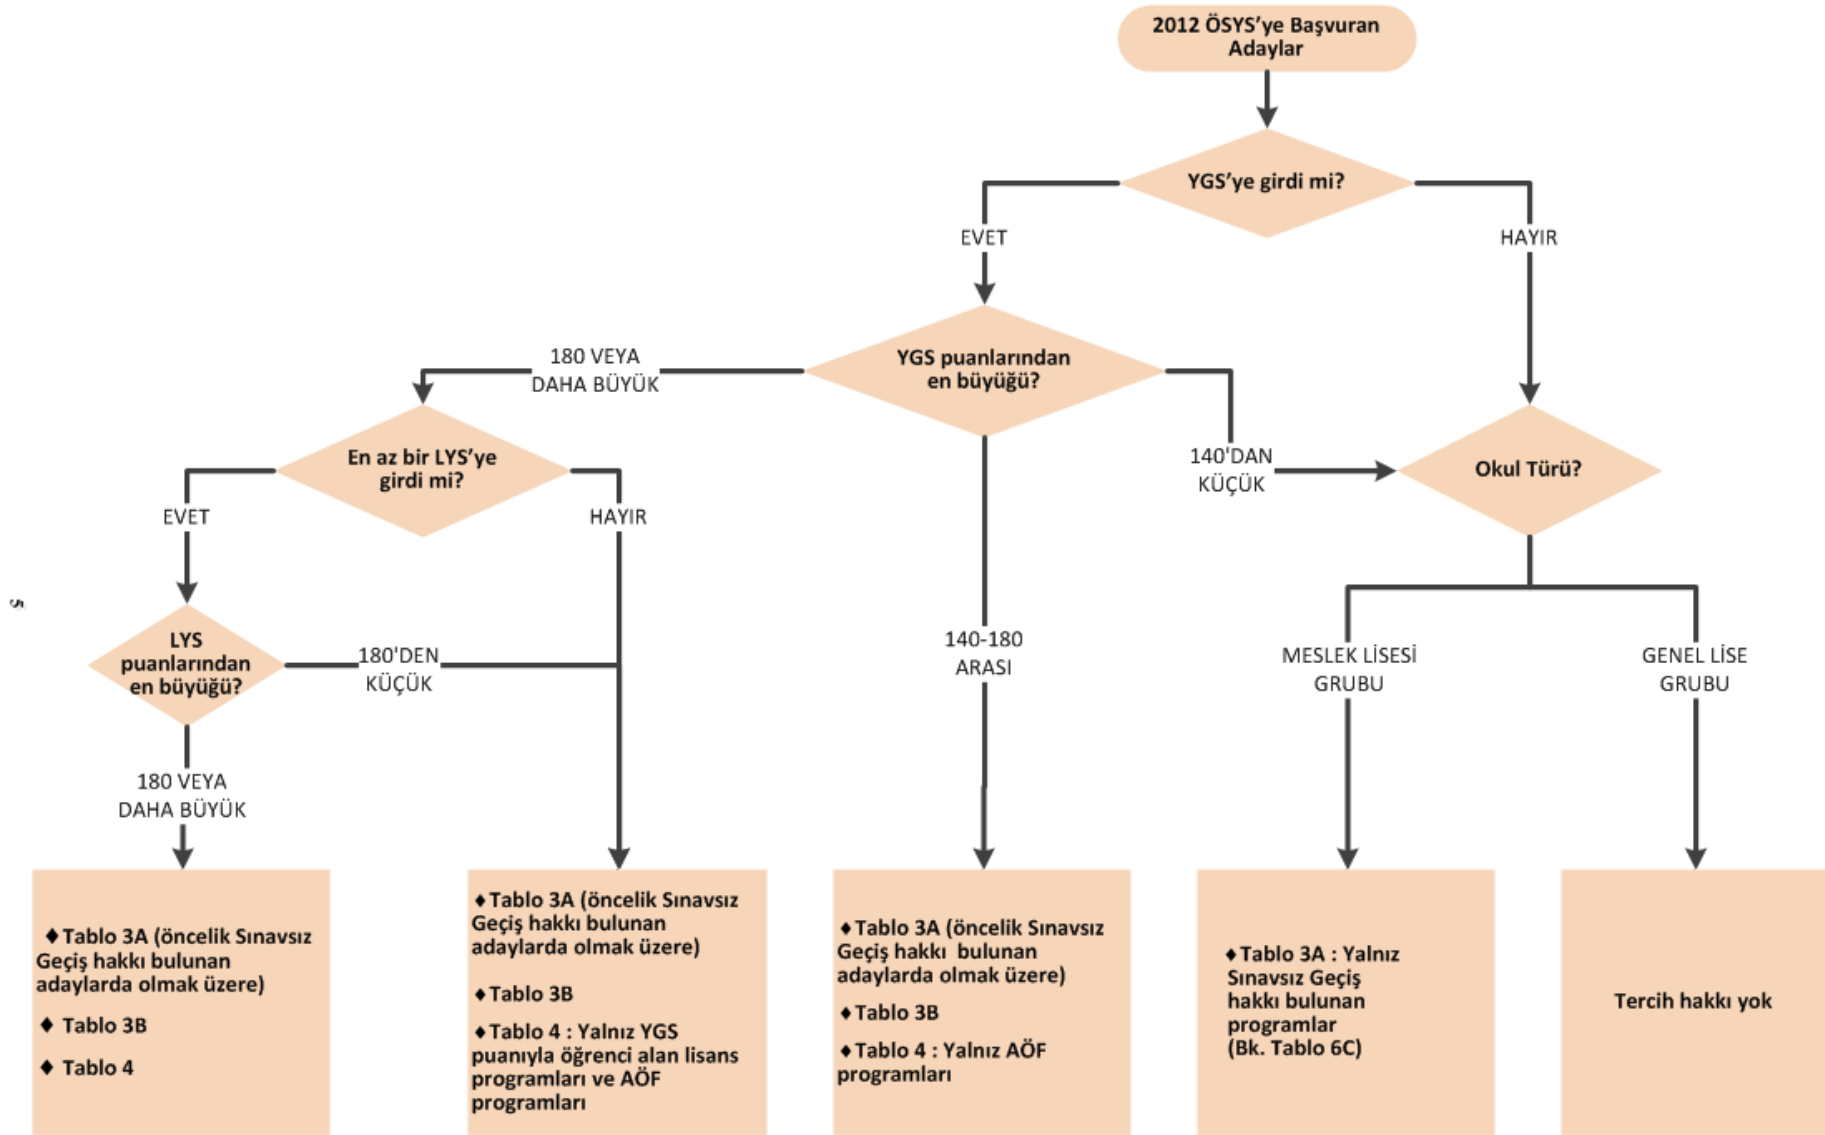 2012 ÖSYS’ye Başvuran
Adaylar
YGS’ye girdi mi?
EVET
HAYIR
YGS puanlarından
en büyüğü?
180 VEYA
DAHA BÜYÜK
140'DAN
KÜÇÜK
En az bir LYS’ye
girdi mi?
Okul Türü?
EVET
HAYIR
LYS
puanlarından
en büyüğü?
180'DEN
KÜÇÜK
140-180
ARASI
MESLEK LİSESİ
GRUBU
GENEL LİSE
GRUBU
180 VEYA
DAHA BÜYÜK
♦Tablo 3A (öncelik Sınavsız
Geçiş hakkı bulunan
adaylarda olmak üzere)
♦ Tablo 3B
♦ Tablo 4
♦Tablo 3A (öncelik Sınavsız
Geçiş hakkı bulunan
adaylarda olmak üzere)
♦Tablo 3B
♦Tablo 4 : Yalnız YGS
puanıyla öğrenci alan lisans
programları ve AÖF
programları
♦Tablo 3A (öncelik Sınavsız
Geçiş hakkı bulunan
adaylarda olmak üzere)
♦Tablo 3B
♦Tablo 4 : Yalnız AÖF
programları
♦Tablo 3A : Yalnız
Sınavsız Geçiş
hakkı bulunan
programlar
(Bk. Tablo 6C)
Tercih hakkı yok
5